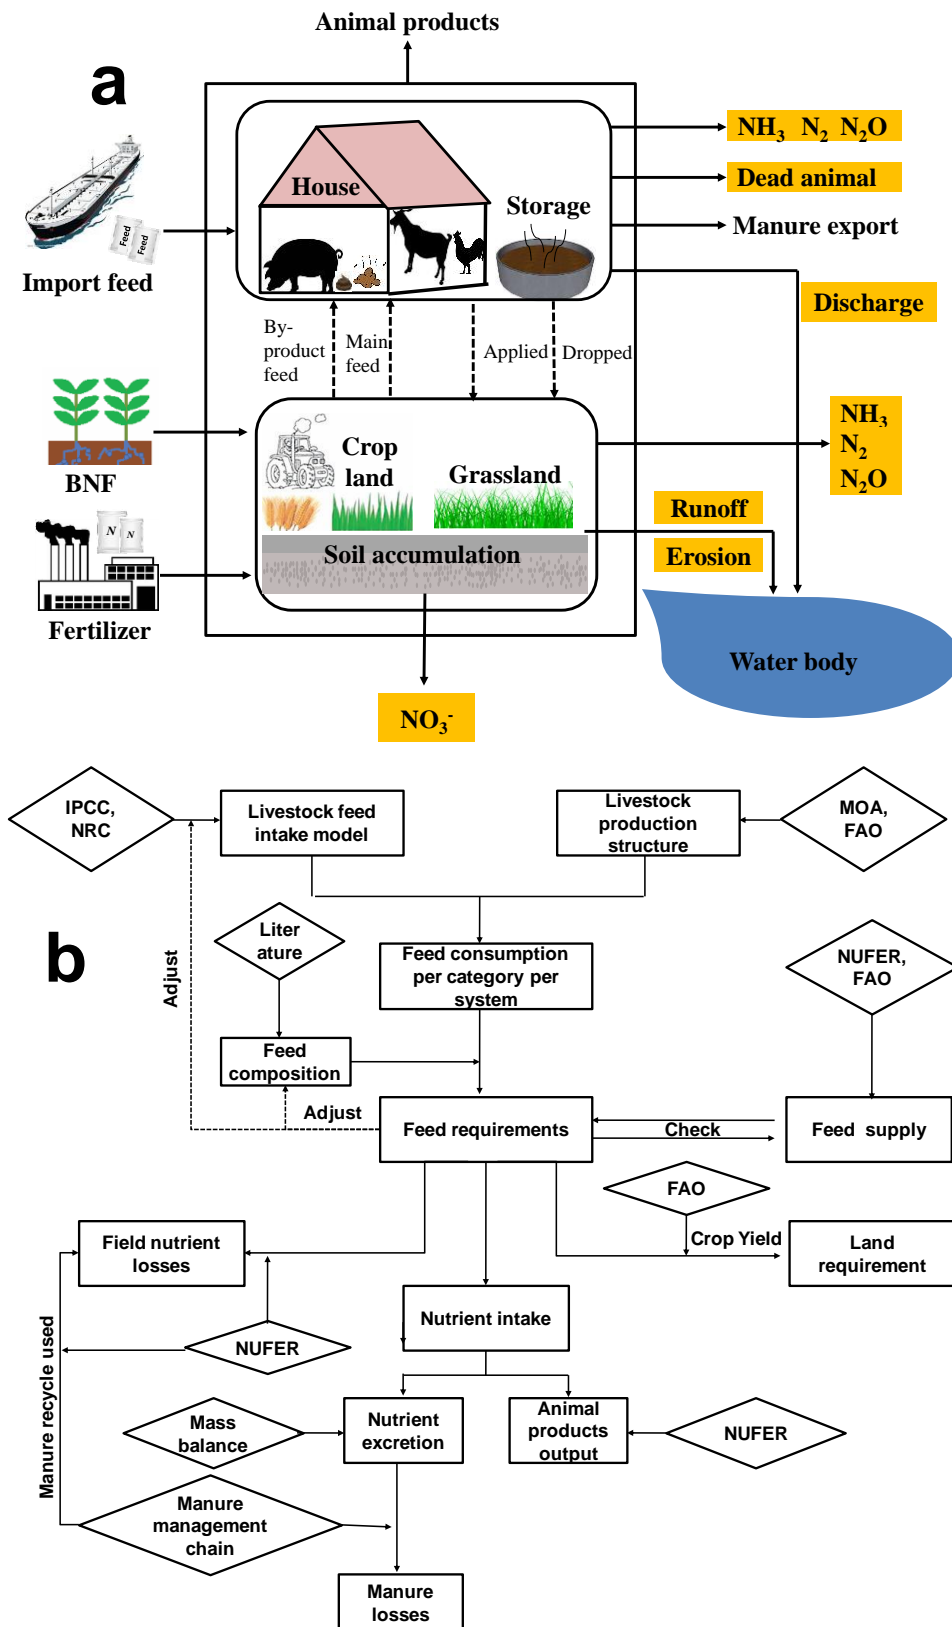 Animal products
a
House
Storage
Feed
Feed
Import feed
NH3 N2 N2O
Dead animal
Manure export
Discharge
By-
product
feed
Main
feed
Applied
Dropped
BNF
Crop
land
Grassland
Soil accumulation
NH3
N2
N2O
Runoff
Erosion
N
N
Fertilizer
Water body
NO3-
b
IPCC,
NRC
Livestock feed
intake model
Livestock
production
structure
MOA,
FAO
Adjust
Liter
ature
Feed consumption
per category per
system
NUFER,
FAO
Feed
composition
Adjust
Feed requirements
Check
Feed supply
FAO
Crop Yield
Land
requirement
Field nutrient
losses
Nutrient intake
NUFER
Manure recycle used
Mass
balance
Nutrient
excretion
Animal
products
output
NUFER
Manure
management
chain
Manure
losses